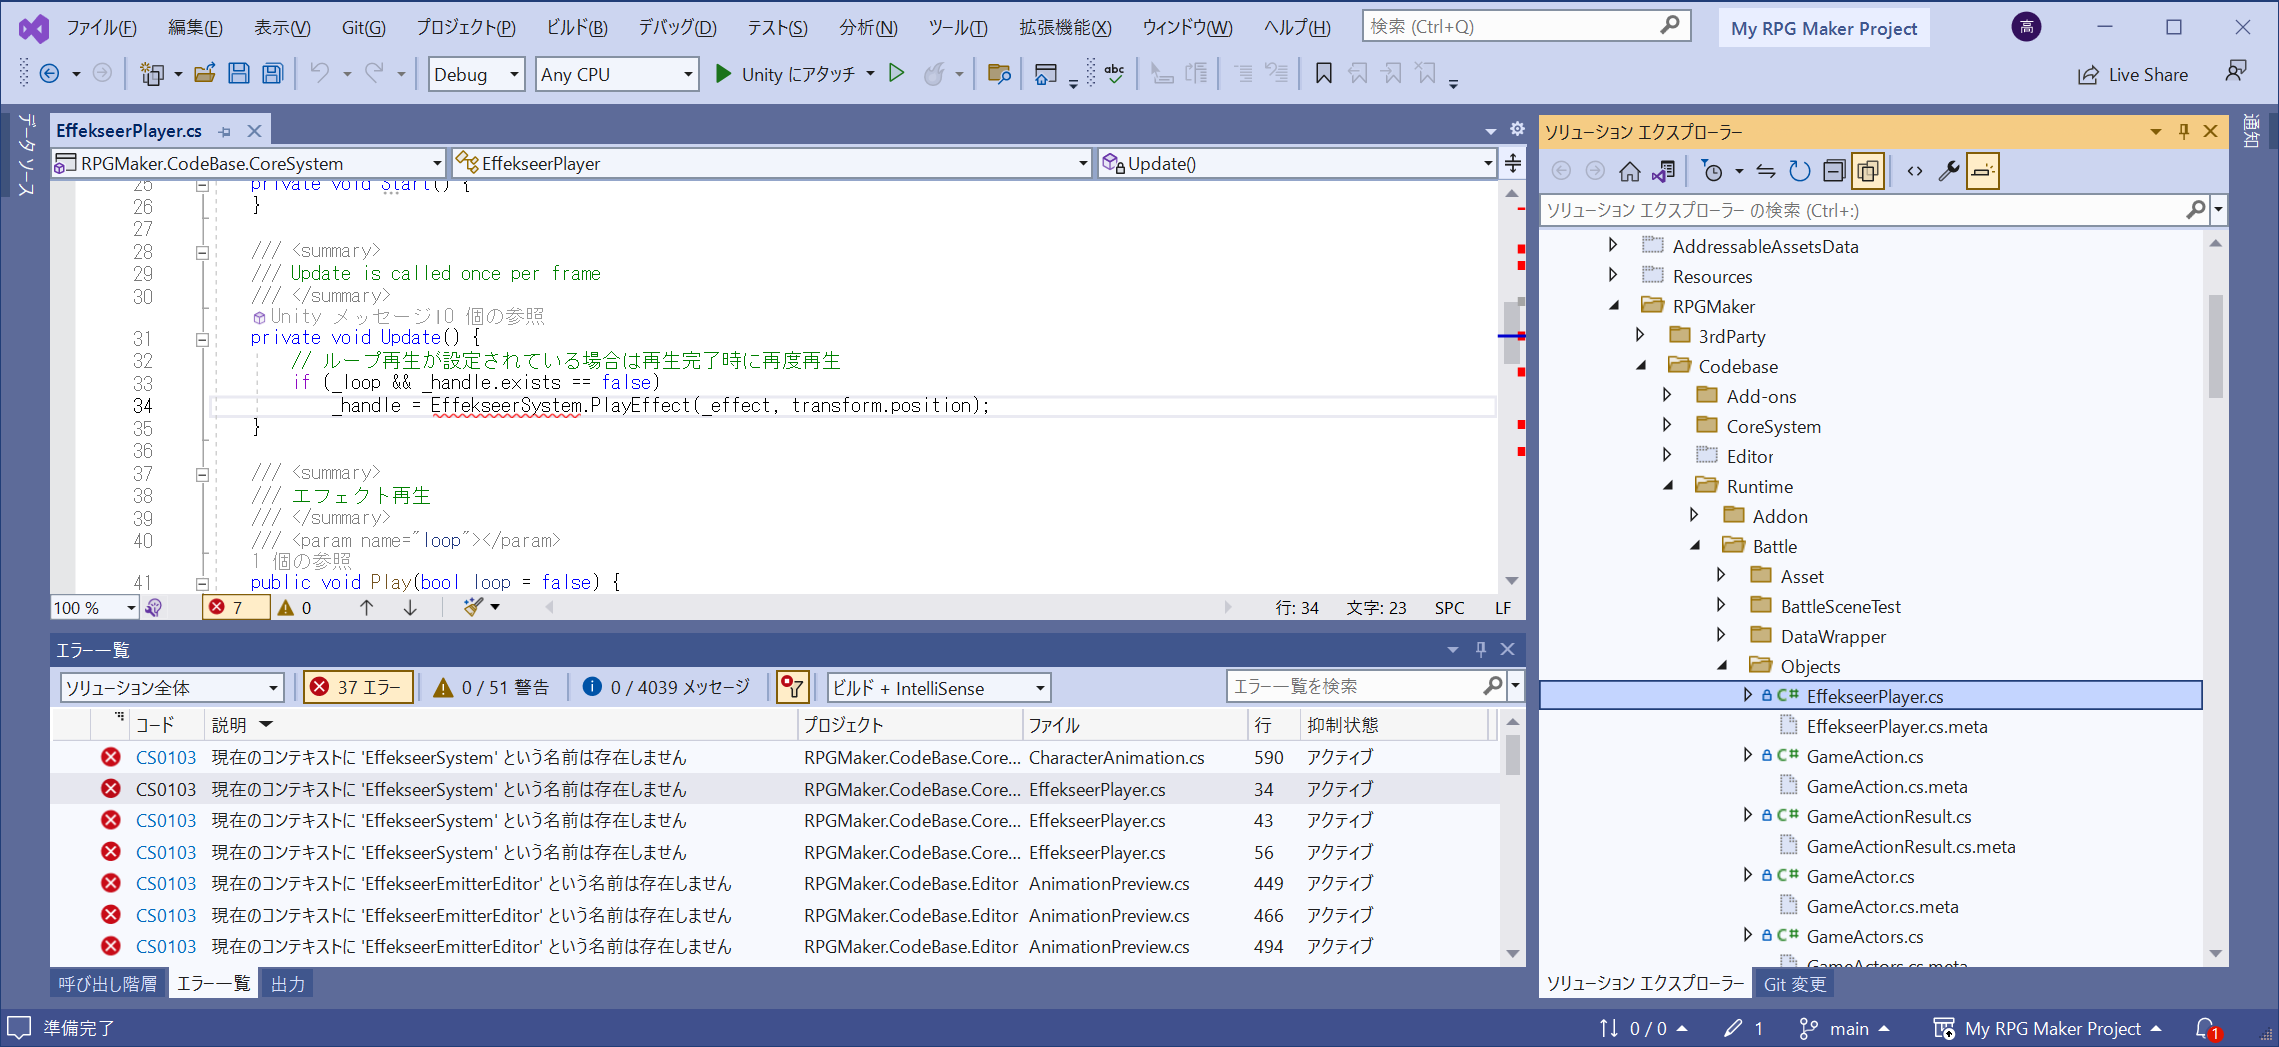 ファイル(F) 編集(E) 表示(V) Git(G) プロジェクト(P) ビルド(B) デバッグ(D) テスト(S) 分析(N) ツール(T) 拡張機能(X) ウィンドウ(W) ヘルプ(H) 検索 (Ctrl+Q) My RPG Maker Project 高
Debug Any CPU Unity にアタッチ abc Live Share
データ ソース
EffekseerPlayer.cs
RPGMaker.CodeBase.CoreSystem EffekseerPlayer Update()
25 private void Start() {
26 }
27
28 /// <summary>
29 /// Update is called once per frame
30 /// </summary>
Unity メッセージ|0 個の参照
31 private void Update() {
32 // ループ再生が設定されている場合は再生完了時に再度再生
33 if (_loop && _handle.exists == false)
34 _handle = EffekseerSystem.PlayEffect(_effect, transform.position);
35 }
36
37 /// <summary>
38 /// エフェクト再生
39 /// </summary>
40 /// <param name="loop"></param>
1 個の参照
41 public void Play(bool loop = false) {
100 % 7 0 行: 34 文字: 23 SPC LF
エラー一覧
ソリューション全体 37 エラー 0 / 51 警告 0 / 4039 メッセージ ビルド + IntelliSense エラー一覧を検索
コード 説明 プロジェクト ファイル 行 抑制状態
CS0103 現在のコンテキストに 'EffekseerSystem' という名前は存在しません RPGMaker.CodeBase.Core... CharacterAnimation.cs 590 アクティブ
CS0103 現在のコンテキストに 'EffekseerSystem' という名前は存在しません RPGMaker.CodeBase.Core... EffekseerPlayer.cs 34 アクティブ
CS0103 現在のコンテキストに 'EffekseerSystem' という名前は存在しません RPGMaker.CodeBase.Core... EffekseerPlayer.cs 43 アクティブ
CS0103 現在のコンテキストに 'EffekseerSystem' という名前は存在しません RPGMaker.CodeBase.Core... EffekseerPlayer.cs 56 アクティブ
CS0103 現在のコンテキストに 'EffekseerEmitterEditor' という名前は存在しません RPGMaker.CodeBase.Editor AnimationPreview.cs 449 アクティブ
CS0103 現在のコンテキストに 'EffekseerEmitterEditor' という名前は存在しません RPGMaker.CodeBase.Editor AnimationPreview.cs 466 アクティブ
CS0103 現在のコンテキストに 'EffekseerEmitterEditor' という名前は存在しません RPGMaker.CodeBase.Editor AnimationPreview.cs 494 アクティブ
呼び出し階層 エラー一覧 出力
ソリューション エクスプローラー
ソリューション エクスプローラー の検索 (Ctrl+:)
AddressableAssetsData
Resources
RPGMaker
3rdParty
Codebase
Add-ons
CoreSystem
Editor
Runtime
Addon
Battle
Asset
BattleSceneTest
DataWrapper
Objects
C# EffekseerPlayer.cs
EffekseerPlayer.cs.meta
C# GameAction.cs
GameAction.cs.meta
C# GameActionResult.cs
GameActionResult.cs.meta
C# GameActor.cs
GameActor.cs.meta
C# GameActors.cs
GameActors.cs.meta
ソリューション エクスプローラー Git 変更
通知
準備完了 0 / 0 1 main My RPG Maker Project 1